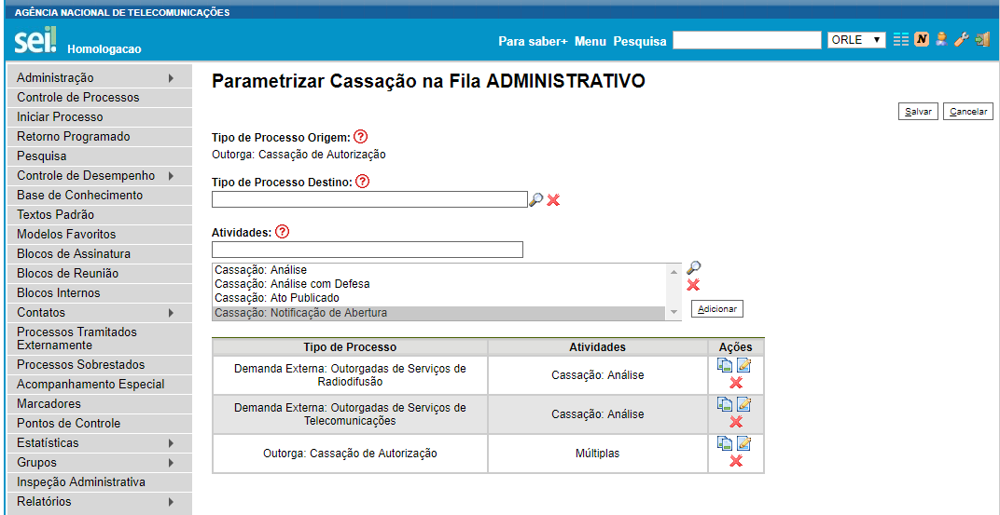 AGÊNCIA NACIONAL DE TELECOMUNICAÇÕES
sei!
Homologacao
Para saber+ Menu Pesquisa
ORLE
N
Administração
Controle de Processos
Iniciar Processo
Retorno Programado
Pesquisa
Controle de Desempenho
Base de Conhecimento
Textos Padrão
Modelos Favoritos
Blocos de Assinatura
Blocos de Reunião
Blocos Internos
Contatos
Processos Tramitados
Externamente
Processos Sobrestados
Acompanhamento Especial
Marcadores
Pontos de Controle
Estatísticas
Grupos
Inspeção Administrativa
Relatórios
Parametrizar Cassação na Fila ADMINISTRATIVO
Salvar
Cancelar
Tipo de Processo Origem: ?
Outorga: Cassação de Autorização
Tipo de Processo Destino: ?
Atividades: ?
Cassação: Análise
Cassação: Análise com Defesa
Cassação: Ato Publicado
Cassação: Notificação de Abertura
Adicionar
Tipo de Processo Atividades Ações
Demanda Externa: Outorgadas de Serviços de
Radiodifusão
Cassação: Análise
Demanda Externa: Outorgadas de Serviços de
Telecomunicações
Cassação: Análise
Outorga: Cassação de Autorização
Múltiplas